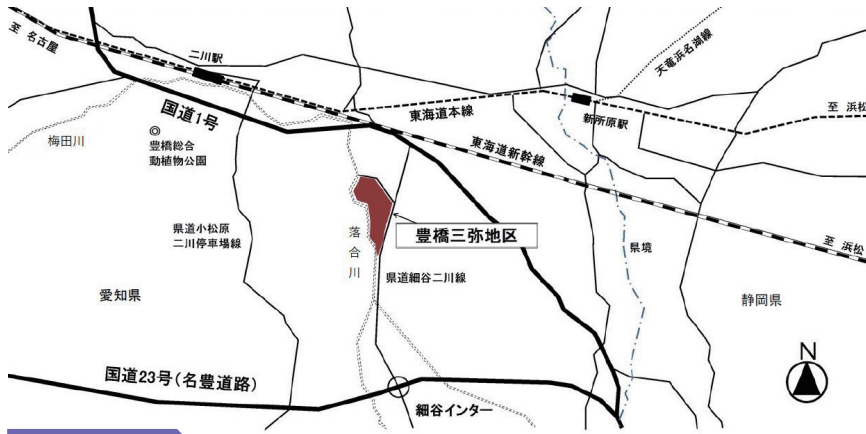 至 名古屋
二川駅
天竜浜名湖線
至 浜松
国道1号
東海道本線
新所原駅
梅田川
豊橋総合
動植物公園
東海道新幹線
県道小松原
二川停車場線
落合川
豊橋三弥地区
県境
至 浜松
県道細谷二川線
愛知県
静岡県
N
国道23号(名豊道路)
細谷インター